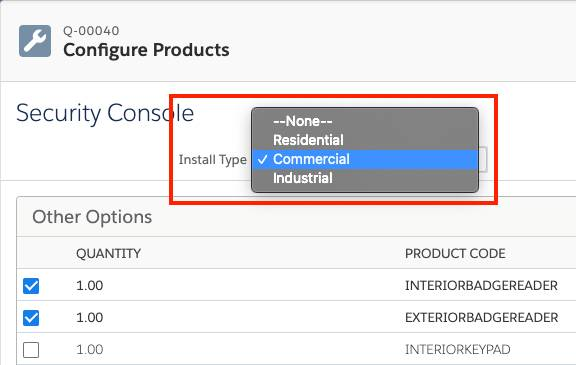 Q-00040
Configure Products
Security Console
--None--
Residential
Install Type ✓ Commercial
Industrial
Other Options
QUANTITY PRODUCT CODE
1.00 INTERIORBADGEREADER
1.00 EXTERIORBADGEREADER
1.00 INTERIORKEYPAD